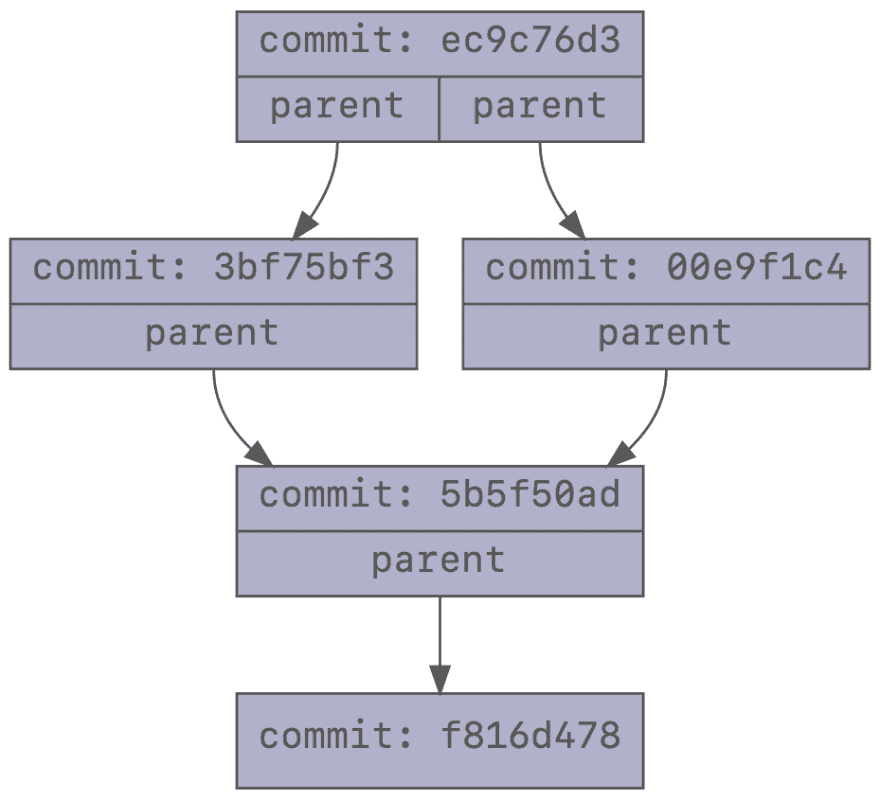 commit: ec9c76d3
parent parent
commit: 3bf75bf3 commit: 00e9f1c4
parent parent
commit: 5b5f50ad
parent
commit: f816d478